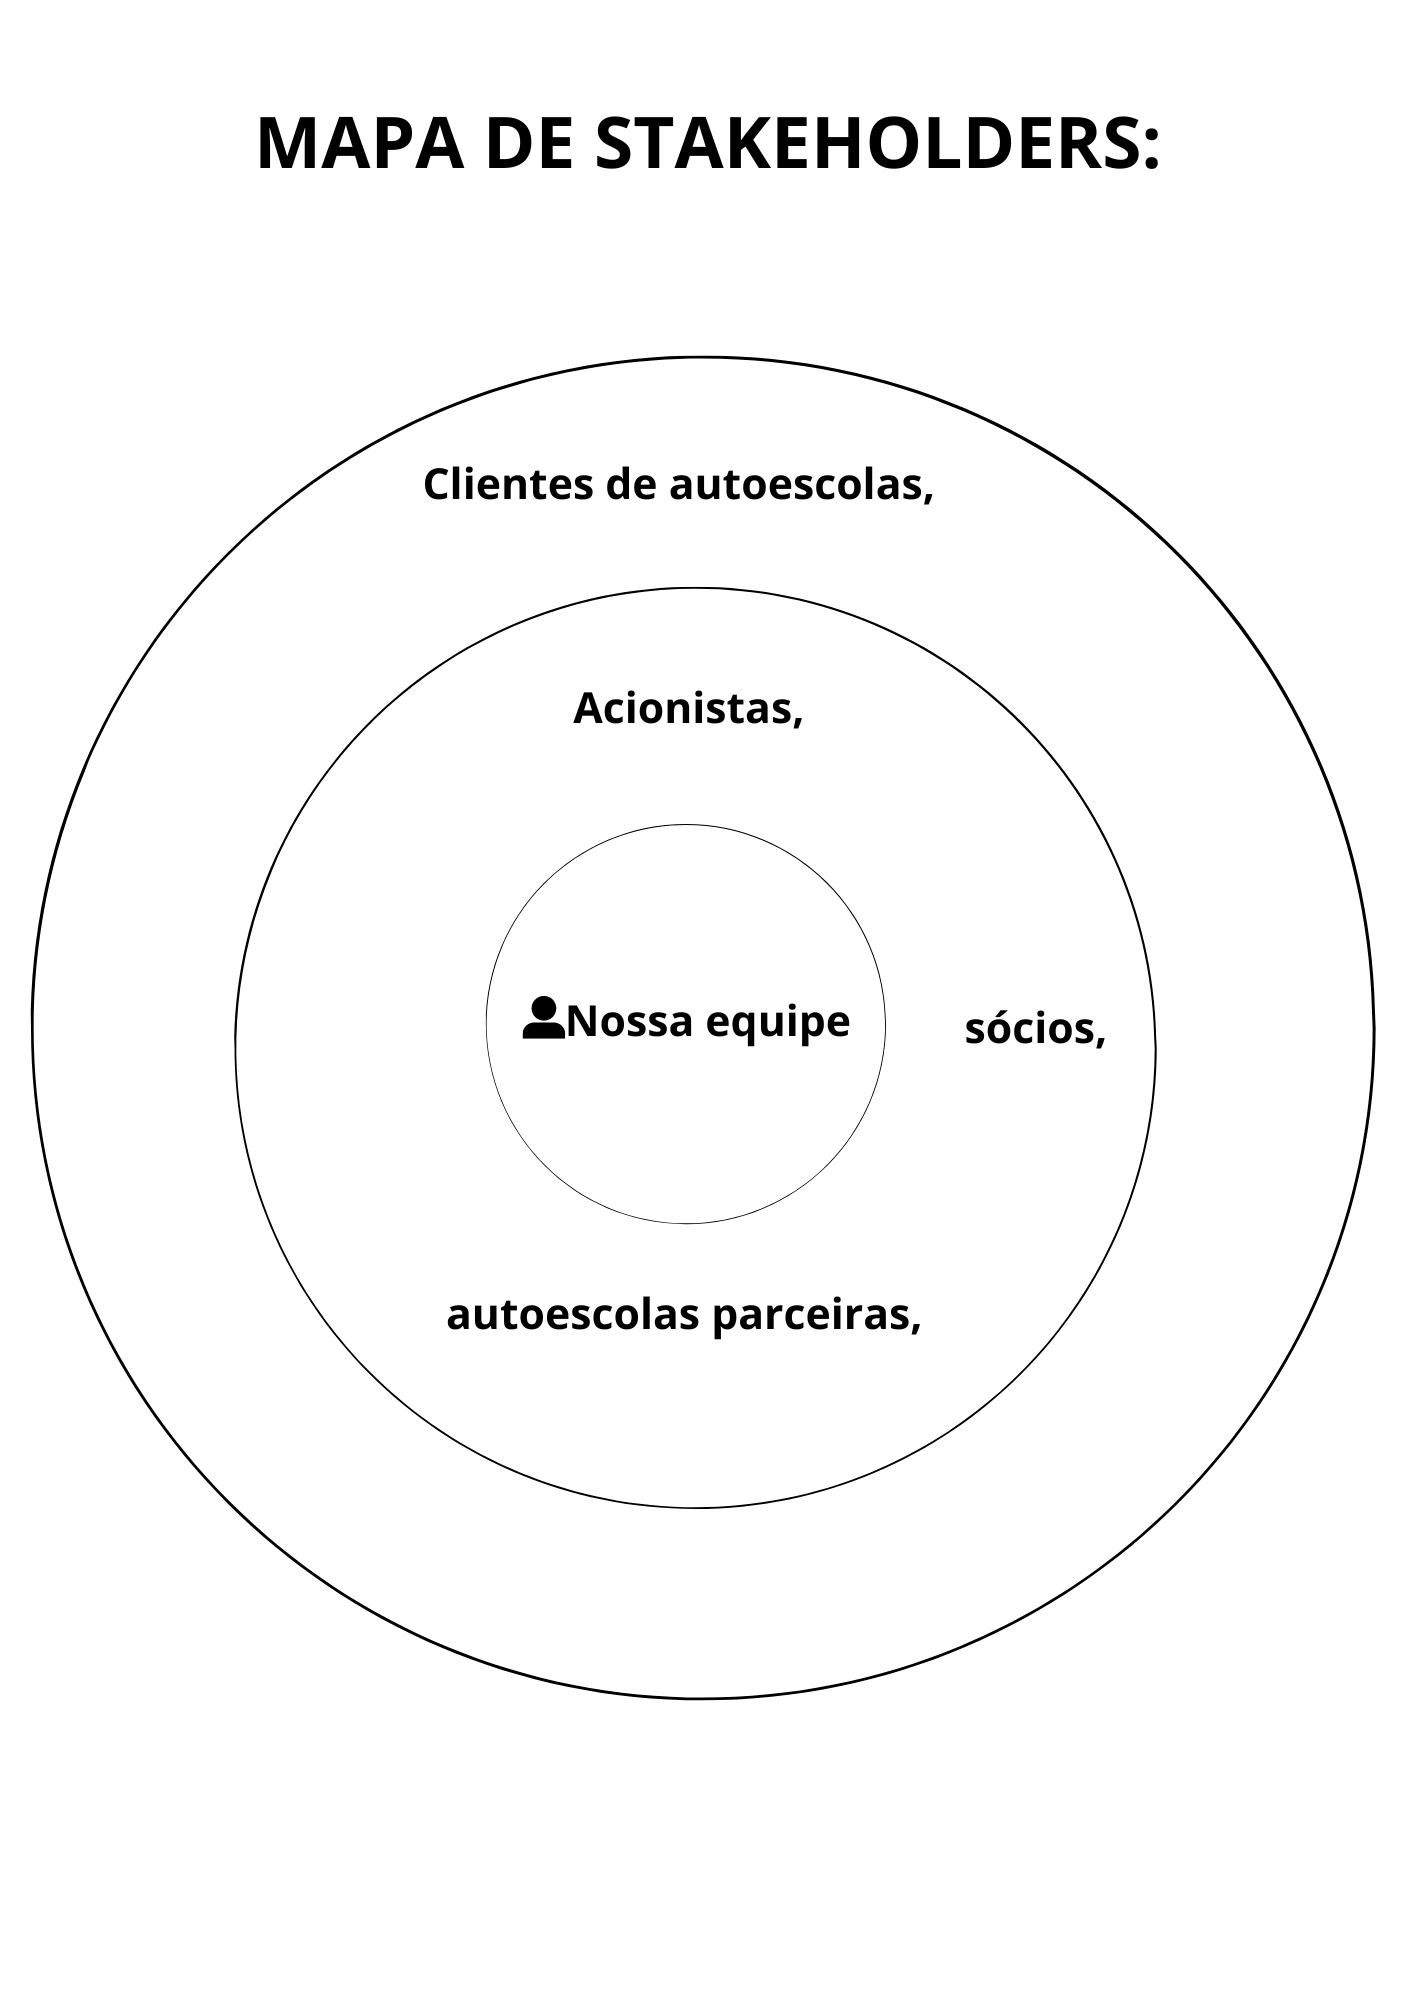 MAPA DE STAKEHOLDERS:
Clientes de autoescolas,
Acionistas,
Nossa equipe
sócios,
autoescolas parceiras,